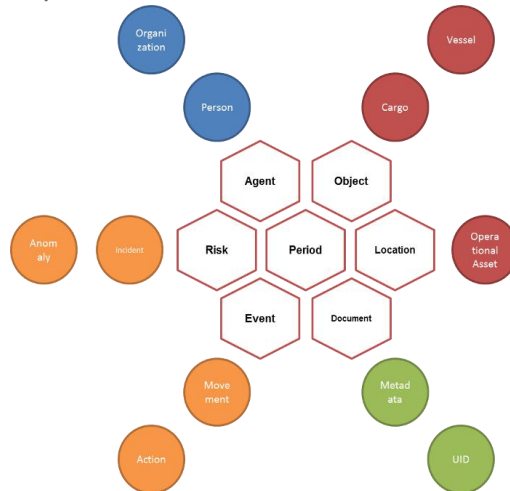 Organi
zation
Vessel
Person
Cargo
Agent
Object
Anom
aly
Incident
Risk
Period
Location
Opera
tional
Asset
Event
Document
Move
ment
Metad
ata
Action
UID